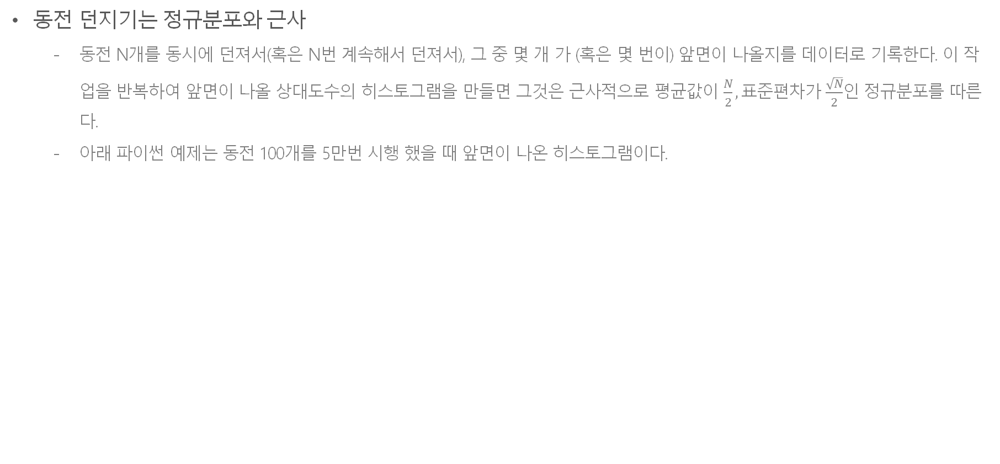 • 동전 던지기는 정규분포와 근사
- 동전 N개를 동시에 던져서(혹은 N번 계속해서 던져서), 그 중 몇 개 가 (혹은 몇 번이) 앞면이 나올지를 데이터로 기록한다. 이 작
업을 반복하여 앞면이 나올 상대도수의 히스토그램을 만들면 그것은 근사적으로 평균값이 N/2, 표준편차가 √N/2인 정규분포를 따른
다.
- 아래 파이썬 예제는 동전 100개를 5만번 시행 했을 때 앞면이 나온 히스토그램이다.